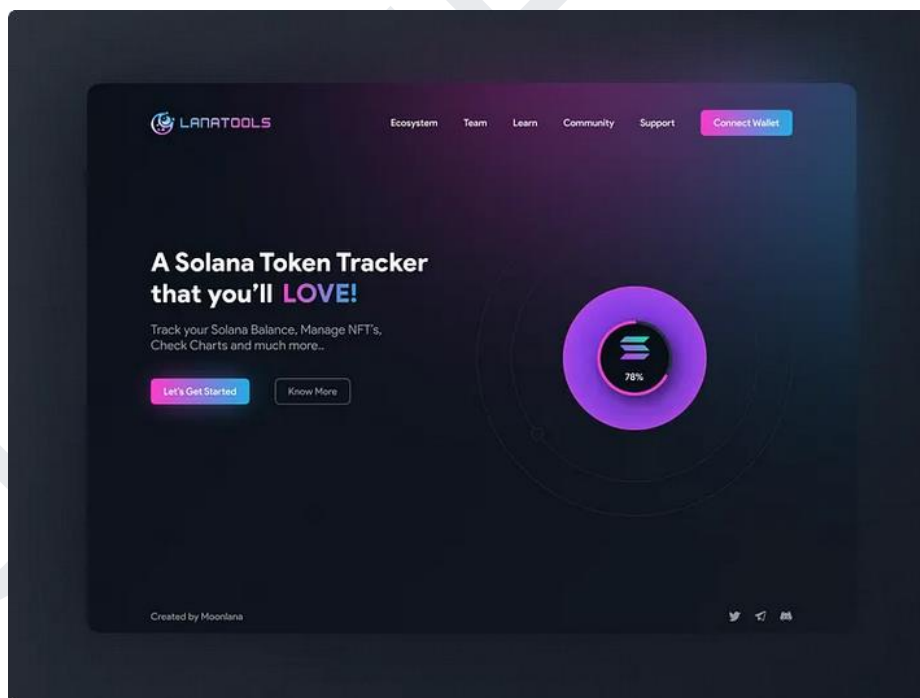 LANATOOLS
Ecosystem Team Learn Community Support Connect Wallet
A Solana Token Tracker
that you'll LOVE!
Track your Solana Balance, Manage NFT's,
Check Charts and much more..
78%
Let's Get Started Know More
Created by Moonlana